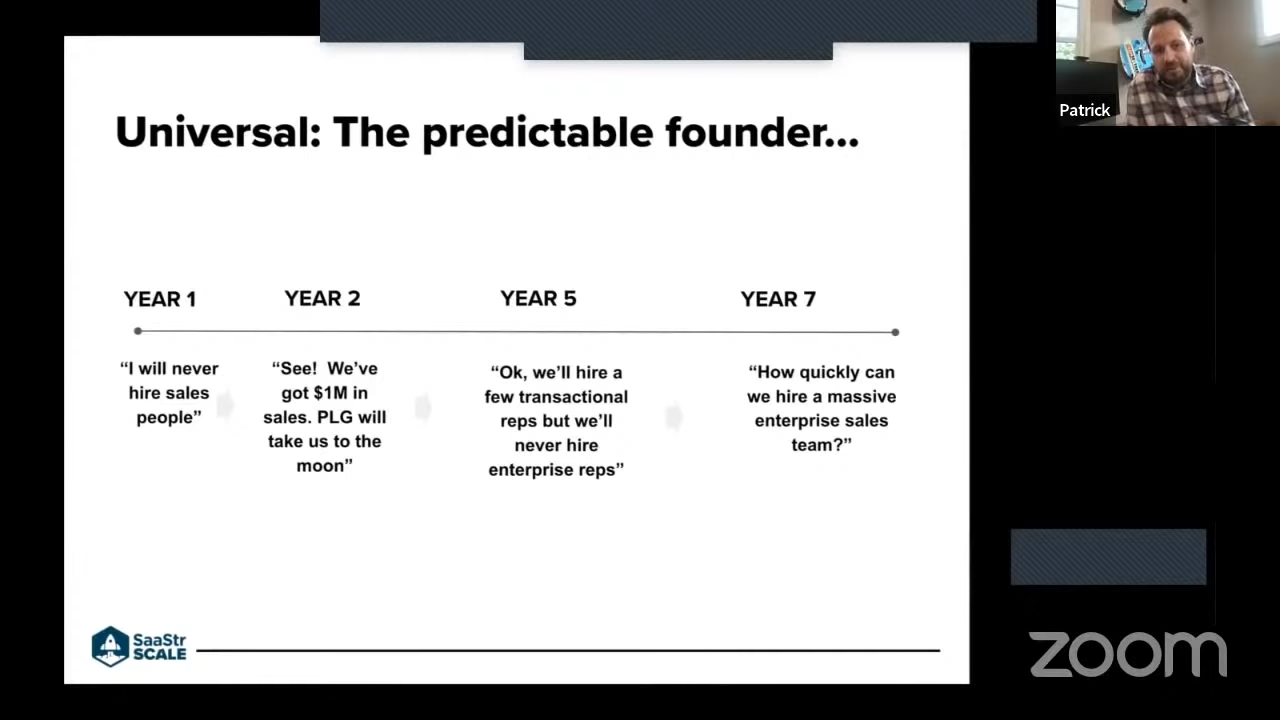 Patrick
Universal: The predictable founder...
YEAR 1
YEAR 2
YEAR 5
YEAR 7
“I will never
hire sales
people”
“See!  We’ve
got $1M in
sales. PLG will
take us to the
moon”
“Ok, we’ll hire a
few transactional
reps but we’ll
never hire
enterprise reps”
“How quickly can
we hire a massive
enterprise sales
team?”
SaaStr
SCALE
zoom